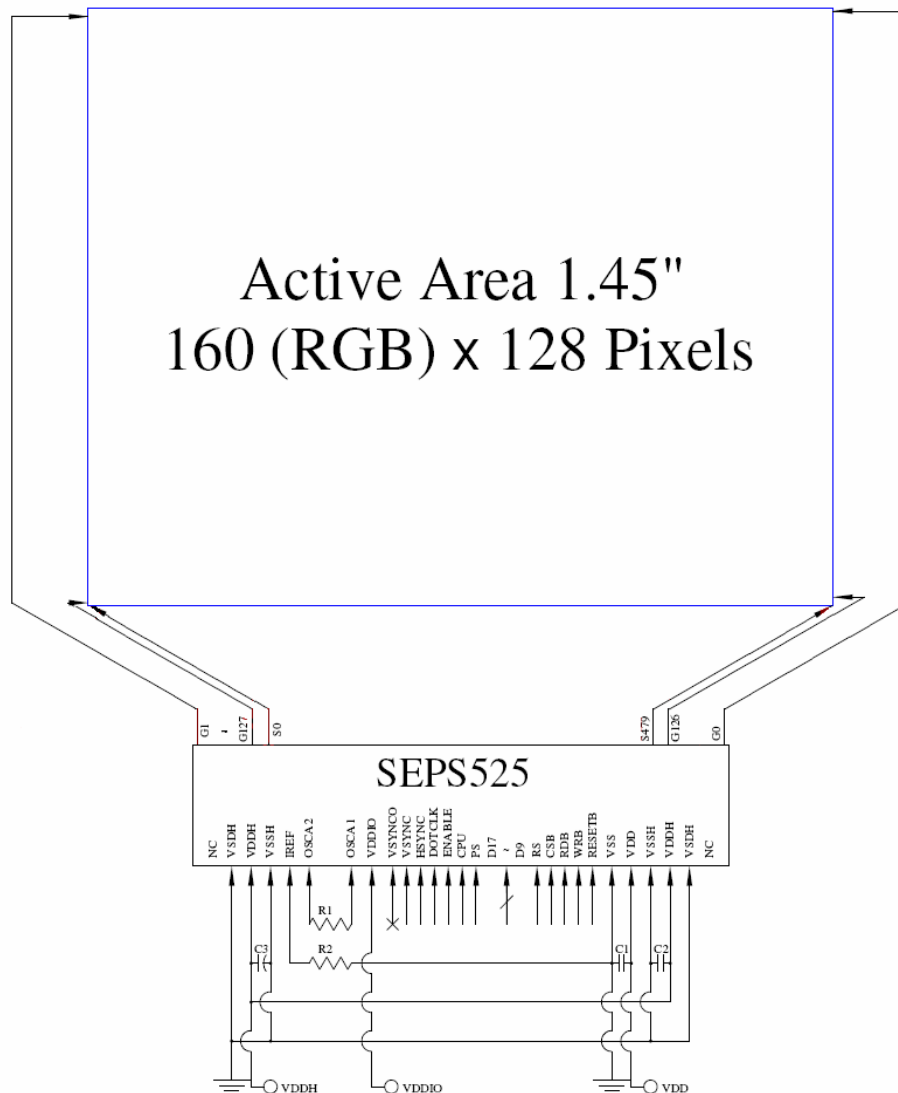 Active Area 1.45"
160 (RGB) x 128 Pixels
G1
~
G127
S0
S479
G126
G0
SEPS525
NC
VSDH
VDDH
VSSH
IREF
OSCA2
OSCA1
VDDIO
VSYNCO
VSYNC
HSYNC
DOTCLK
ENABLE
CPU
PS
D17
~
D9
RS
CSB
RDB
WRB
RESETB
VSS
VDD
VSSH
VDDH
VSDH
NC
R1
C3
R2
C1
C2
VDDH
VDDIO
VDD